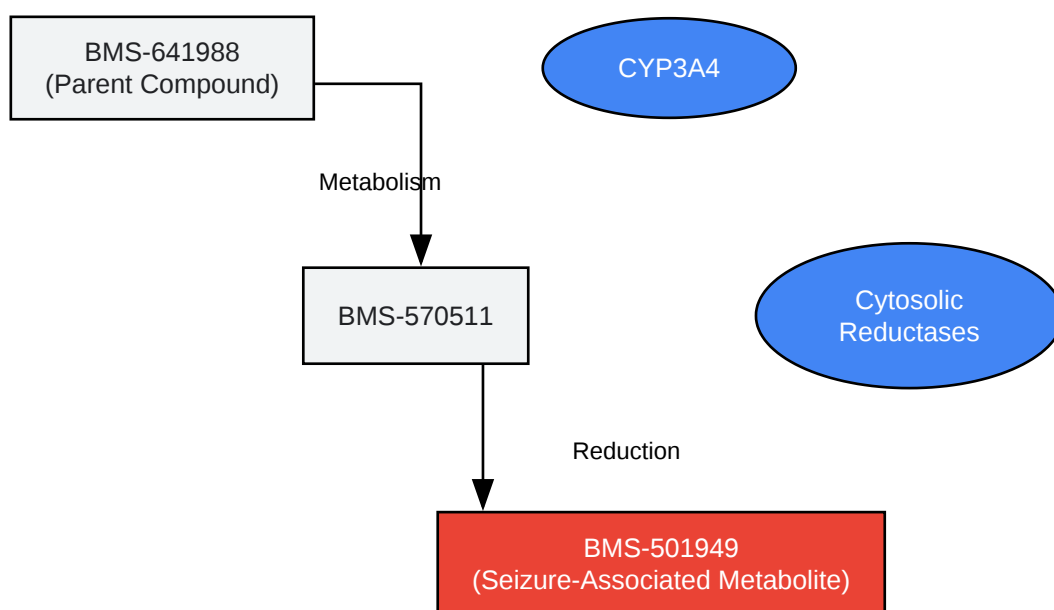 BMS-641988
(Parent Compound)
CYP3A4
Metabolism
BMS-570511
Cytosolic
Reductases
Reduction
BMS-501949
(Seizure-Associated Metabolite)